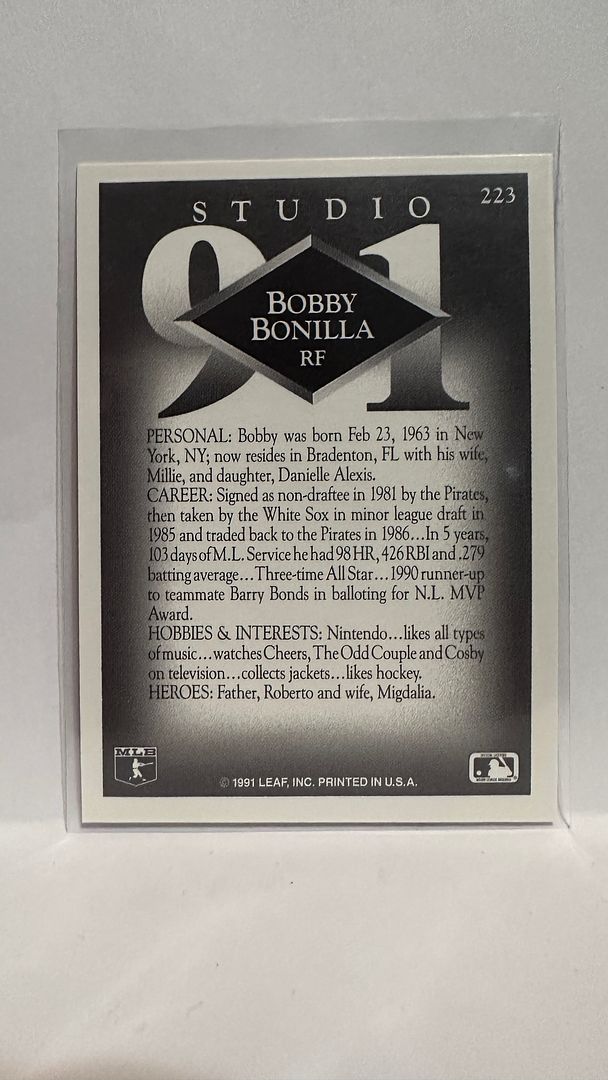 223
STUDIO
91
BOBBY
BONILLA
RF
PERSONAL: Bobby was born Feb 23, 1963 in New
York, NY; now resides in Bradenton, FL with his wife,
Millie, and daughter, Danielle Alexis.
CAREER: Signed as non-draftee in 1981 by the Pirates,
then taken by the White Sox in minor league draft in
1985 and traded back to the Pirates in 1986...In 5 years,
103 days of M.L. Service he had 98 HR, 426 RBI and .279
batting average...Three-time All Star...1990 runner-up
to teammate Barry Bonds in balloting for N.L. MVP
Award.
HOBBIES & INTERESTS: Nintendo...likes all types
of music...watches Cheers, The Odd Couple and Cosby
on television...collects jackets...likes hockey.
HEROES: Father, Roberto and wife, Migdalia.
MLB
© 1991 LEAF, INC. PRINTED IN U.S.A.